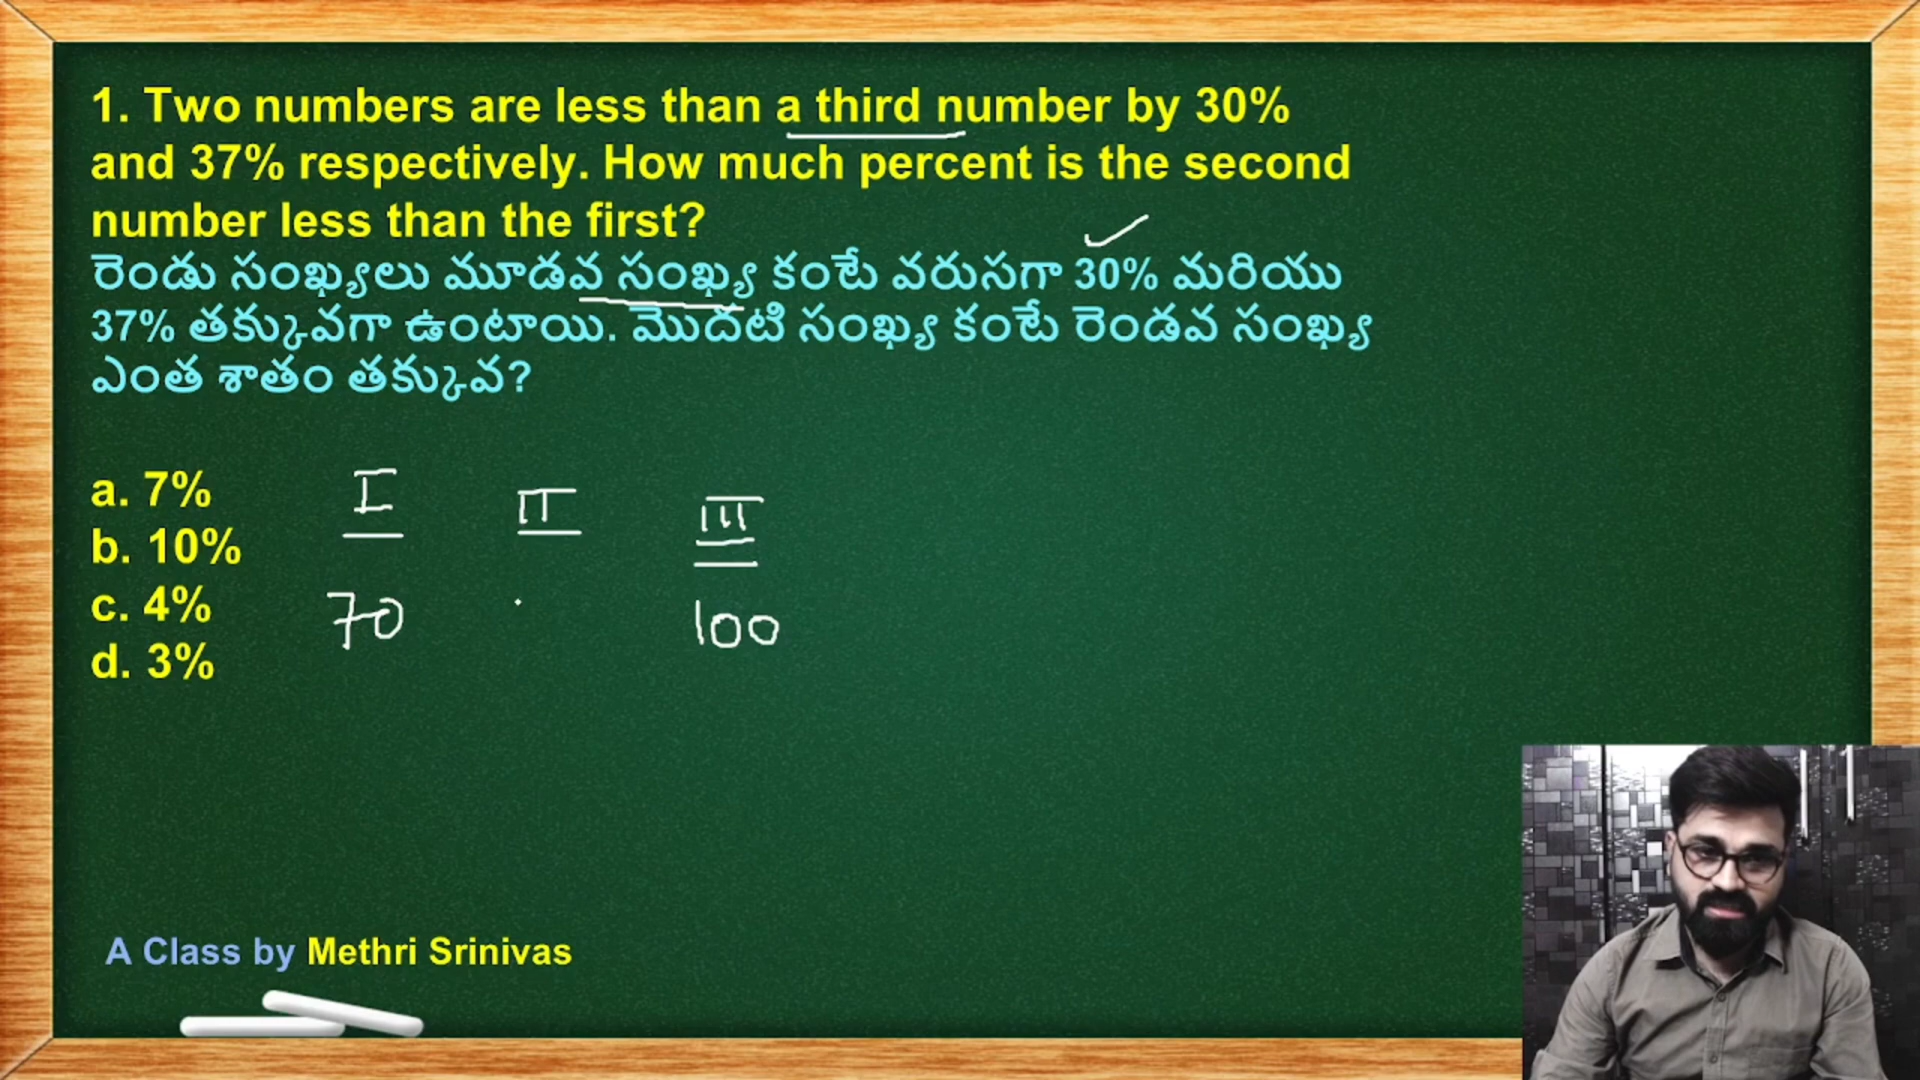 1. Two numbers are less than a third number by 30%
and 37% respectively. How much percent is the second
number less than the first?
రెండు సంఖ్యలు మూడవ సంఖ్య కంటే వరుసగా 30% మరియు
37% తక్కువగా ఉంటాయి. మొదటి సంఖ్య కంటే రెండవ సంఖ్య
ఎంత శాతం తక్కువ?
a. 7%
b. 10%
c. 4%
d. 3%
I II III
70 100
A Class by Methri Srinivas